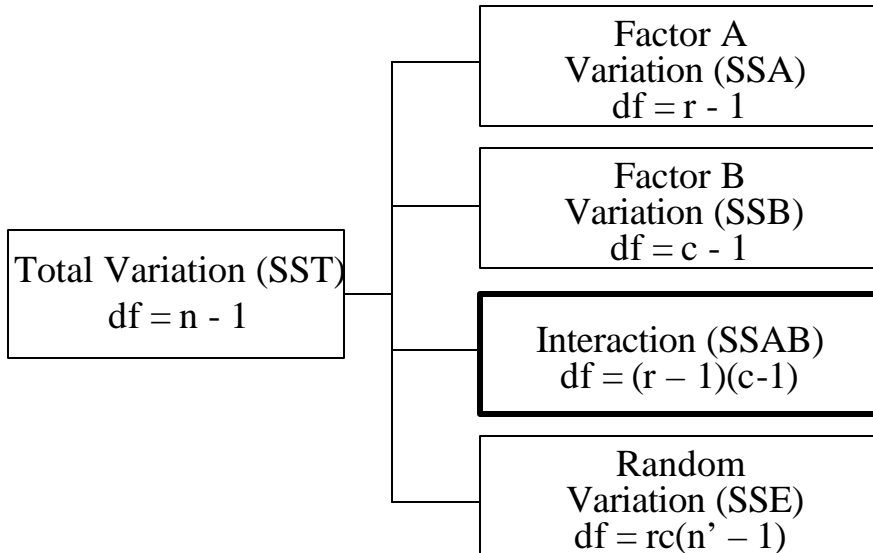 Total Variation (SST)
df = n - 1
Factor A
Variation (SSA)
df = r - 1
Factor B
Variation (SSB)
df = c - 1
Interaction (SSAB)
df = (r – 1)(c-1)
Random
Variation (SSE)
df = rc(n’ – 1)